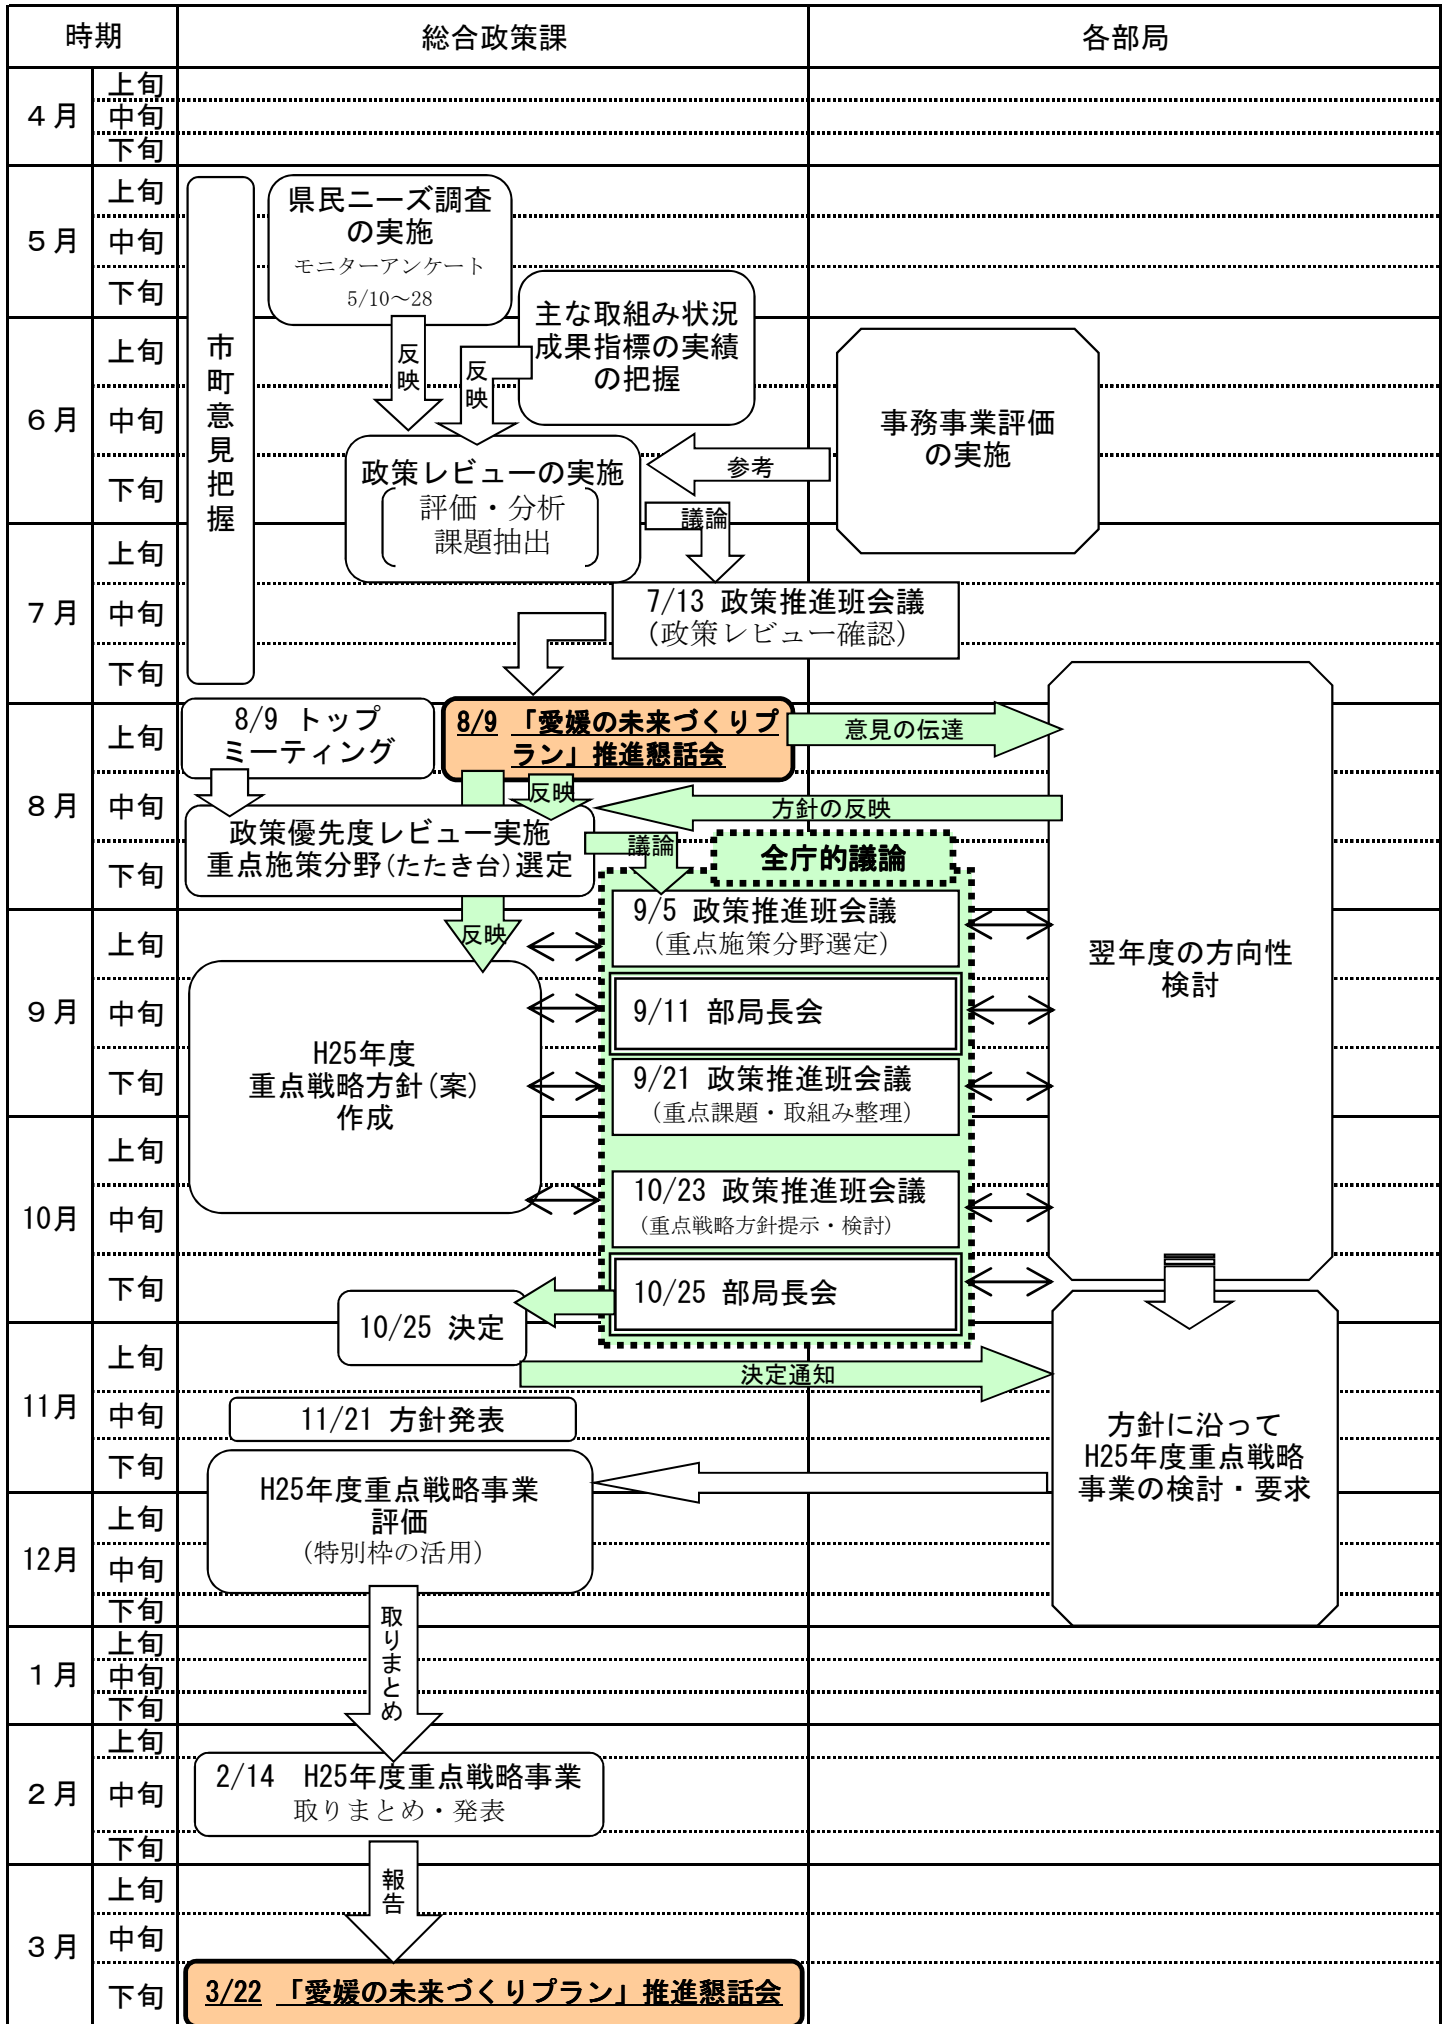 時期
総合政策課
各部局
4月
上旬
中旬
下旬
5月
上旬
中旬
下旬
市町意見把握
県民ニーズ調査
の実施
モニターアンケート
5/10～28
主な取組み状況
成果指標の実績
の把握
6月
上旬
中旬
下旬
反映
反映
事務事業評価
の実施
参考
政策レビューの実施
評価・分析
課題抽出
議論
7月
上旬
中旬
下旬
7/13 政策推進班会議
（政策レビュー確認）
8月
上旬
中旬
下旬
8/9 トップ
ミーティング
8/9 「愛媛の未来づくりプ
ラン」推進懇話会
意見の伝達
反映
方針の反映
政策優先度レビュー実施
重点施策分野(たたき台)選定
議論
全庁的議論
9月
上旬
中旬
下旬
反映
9/5 政策推進班会議
（重点施策分野選定）
9/11 部局長会
9/21 政策推進班会議
（重点課題・取組み整理）
H25年度
重点戦略方針(案)
作成
翌年度の方向性
検討
10月
上旬
中旬
下旬
10/23 政策推進班会議
（重点戦略方針提示・検討）
10/25 部局長会
10/25 決定
11月
上旬
中旬
下旬
決定通知
11/21 方針発表
方針に沿って
H25年度重点戦略
事業の検討・要求
H25年度重点戦略事業
評価
（特別枠の活用）
12月
上旬
中旬
下旬
取りまとめ
1月
上旬
中旬
下旬
2月
上旬
中旬
下旬
2/14 H25年度重点戦略事業
取りまとめ・発表
報告
3月
上旬
中旬
下旬
3/22 「愛媛の未来づくりプラン」推進懇話会